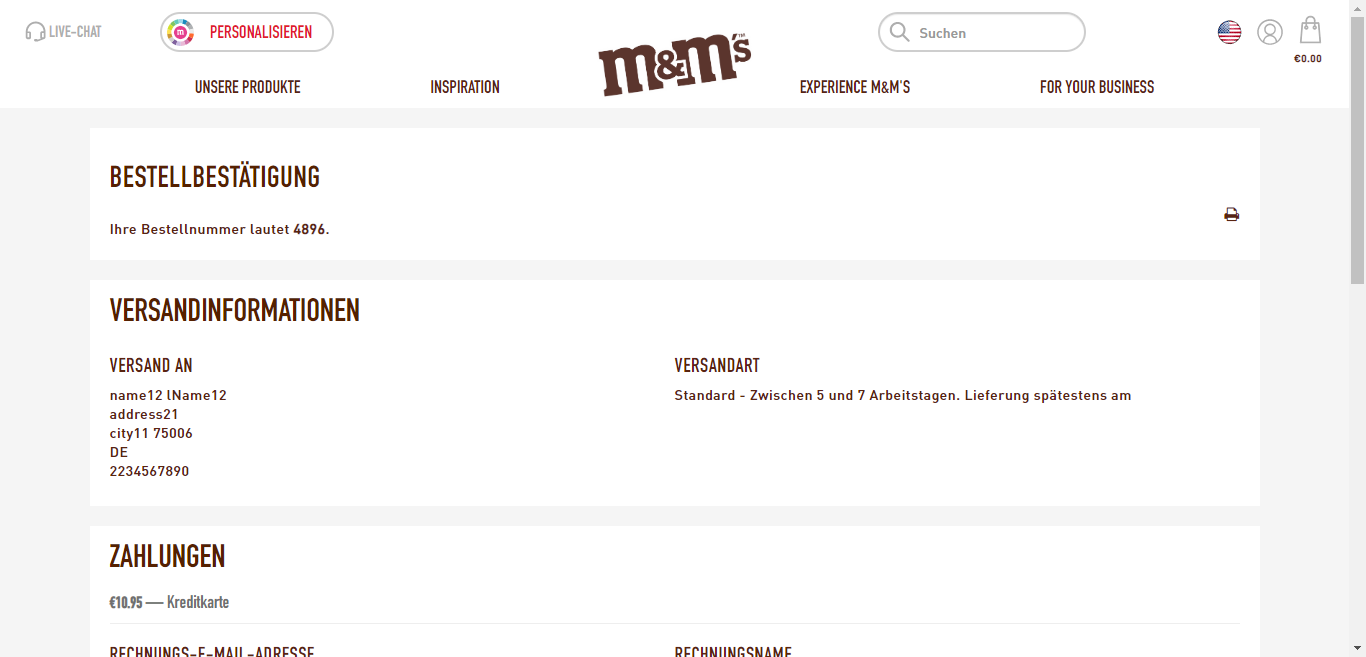 LIVE-CHAT
m
PERSONALISIEREN
m&m's™
Suchen
€0.00
UNSERE PRODUKTE
INSPIRATION
EXPERIENCE M&M'S
FOR YOUR BUSINESS
BESTELLBESTÄTIGUNG
Ihre Bestellnummer lautet 4896.
VERSANDINFORMATIONEN
VERSAND AN
name12 lName12
address21
city11 75006
DE
2234567890
VERSANDART
Standard - Zwischen 5 und 7 Arbeitstagen. Lieferung spätestens am
ZAHLUNGEN
€10.95 — Kreditkarte
RECHNUNGS-E-MAIL-ADRESSE
RECHNUNGSNAME